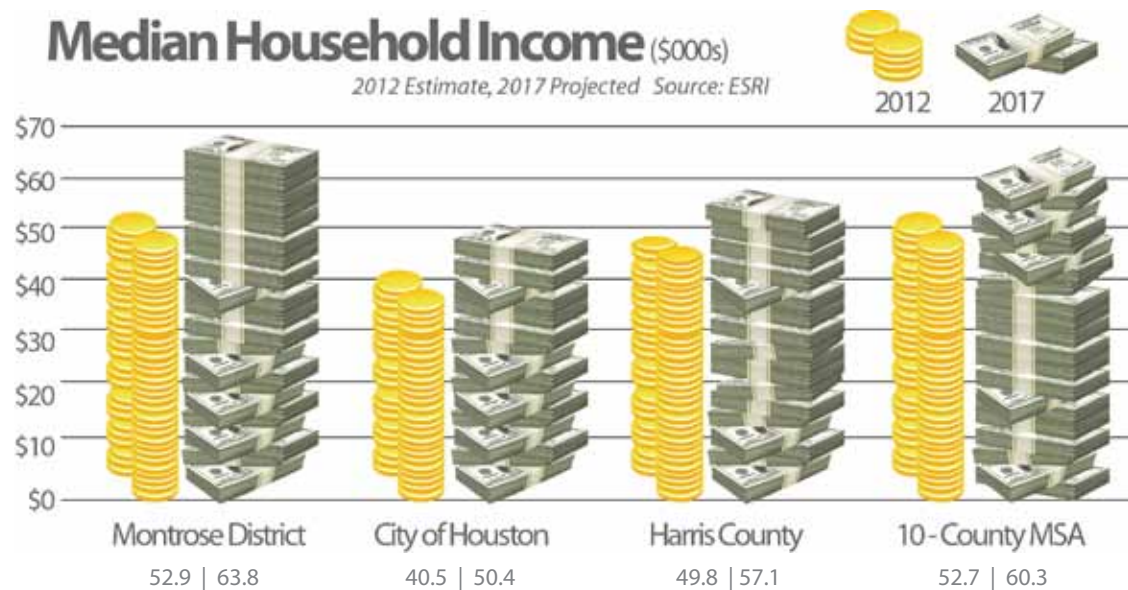 Median Household Income ($000s)
2012 Estimate, 2017 Projected Source: ESRI
2012 2017
$70
$60
$50
$40
$30
$20
$10
$0
Montrose District City of Houston Harris County 10 - County MSA
52.9 | 63.8 40.5 | 50.4 49.8 | 57.1 52.7 | 60.3